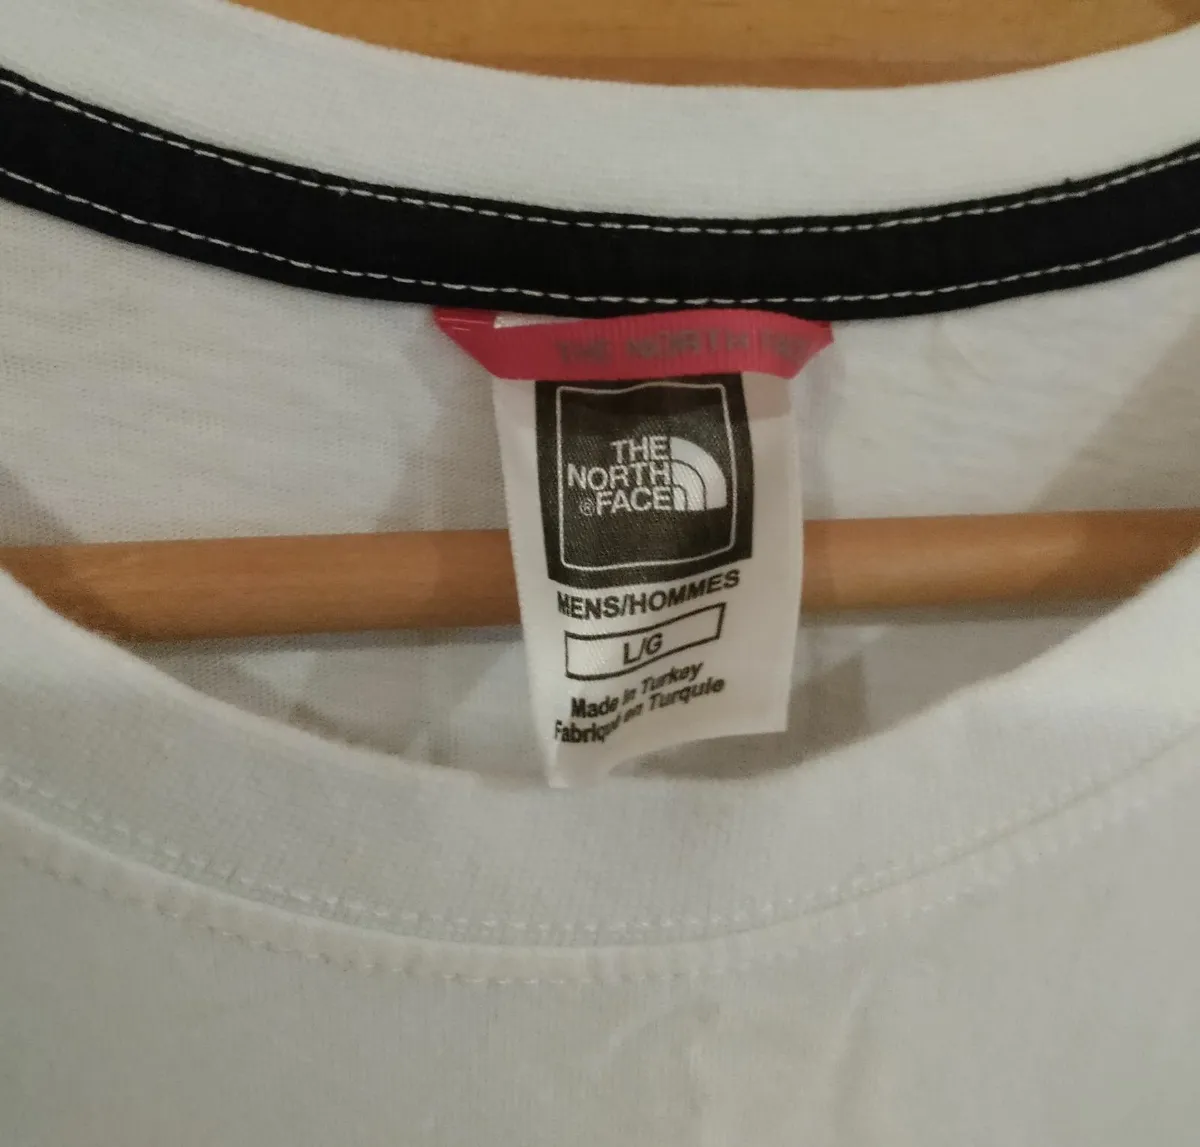 THE NORTH FACE
THE
NORTH
®FACE
MENS/HOMMES
L/G
Made in Turkey
Fabriqué en Turquie